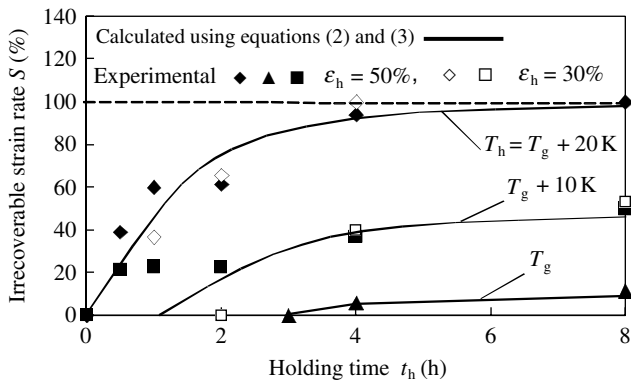 140
120
100
80
60
40
20
0
Irrecoverable strain rate S (%)
Calculated using equations (2) and (3)
Experimental ε_h = 50%, ε_h = 30%
T_h = T_g + 20 K
T_g + 10 K
T_g
0 2 4 6 8
Holding time t_h (h)